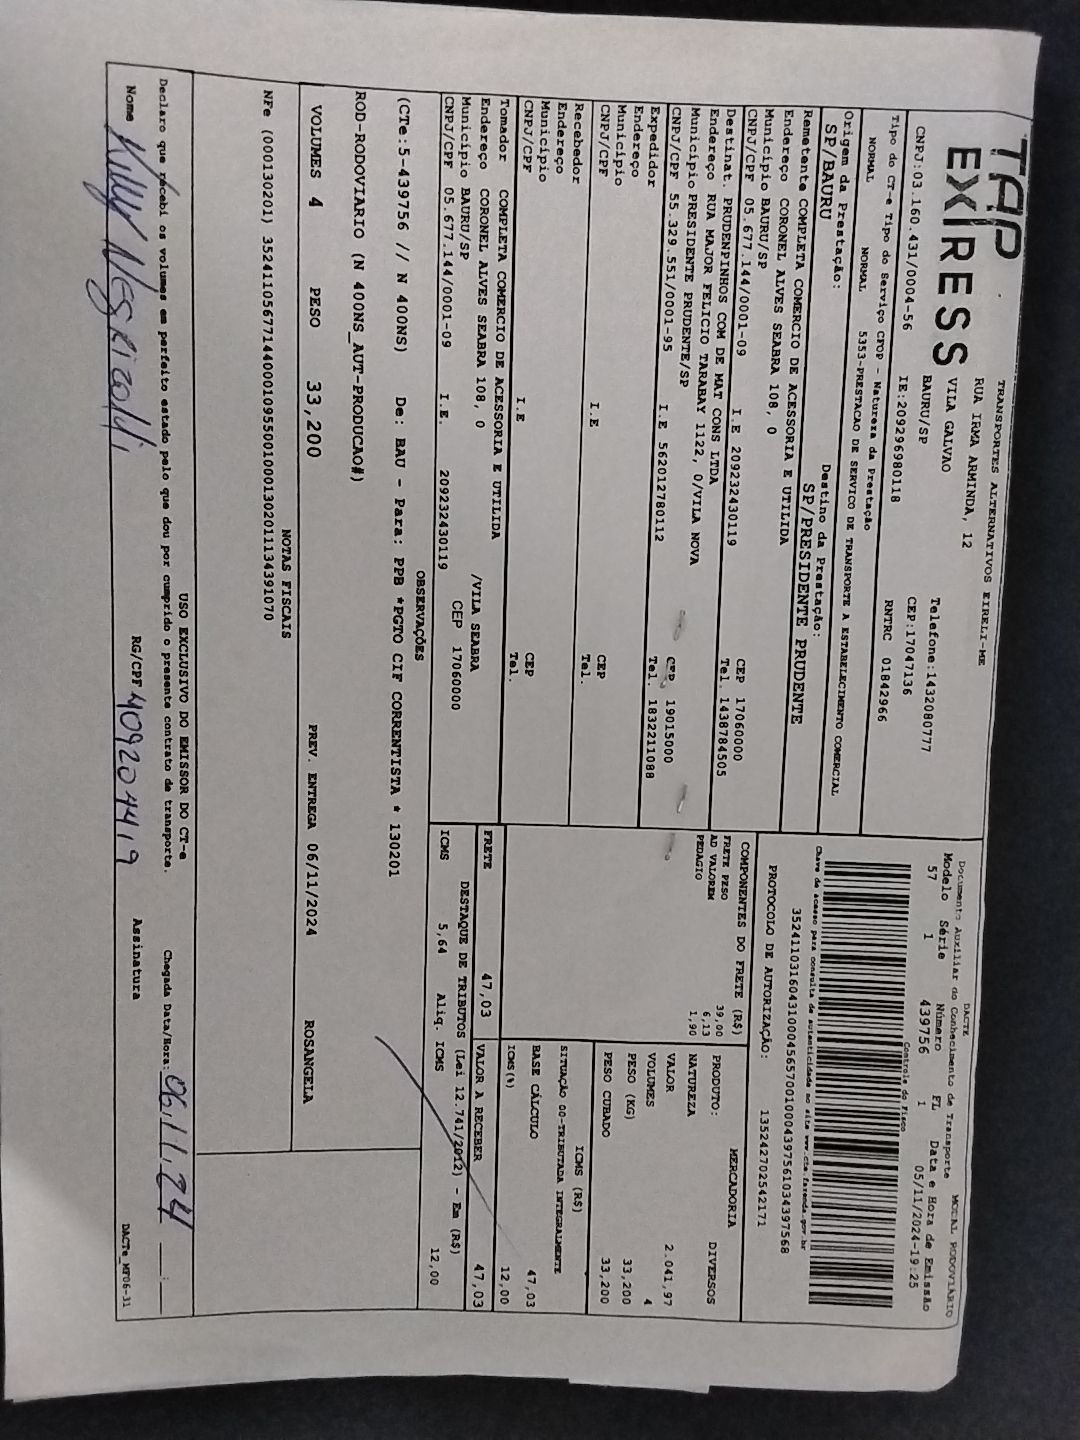 TAP
EXPRESS
TRANSPORTES ALTERNATIVOS EIRELI-ME
RUA IRMA ARMINDA, 12
VILA GALVAO
BAURU/SP
Telefone:1432080777
CEP:17047136
CNPJ:03.160.431/0004-56 IE:209296980118 RNTRC 01842966
Tipo do CT-e Tipo do Serviço CFOP - Natureza da Prestação
NORMAL NORMAL 5353-PRESTACAO DE SERVICO DE TRANSPORTE A ESTABELECIMENTO COMERCIAL
Origem da Prestação: Destino da Prestação:
SP/BAURU SP/PRESIDENTE PRUDENTE
Remetente COMPLETA COMERCIO DE ACESSORIA E UTILIDA
Endereço CORONEL ALVES SEABRA 108, 0
Municipio BAURU/SP CEP 17060000
CNPJ/CPF 05.677.144/0001-09 I.E 209232430119 Tel. 1438784505
Destinat. PRUDENPINHOS COM DE MAT CONS LTDA
Endereço RUA MAJOR FELICIO TARABAY 1122, 0/VILA NOVA
Municipio PRESIDENTE PRUDENTE/SP CEP 19015000
CNPJ/CPF 55.329.551/0001-95 I.E 562012780112 Tel. 1832211088
Expedidor
Endereço
Municipio CEP
CNPJ/CPF I.E Tel.
Recebedor
Endereço
Municipio CEP
CNPJ/CPF I.E Tel.
Tomador COMPLETA COMERCIO DE ACESSORIA E UTILIDA
Endereço CORONEL ALVES SEABRA 108, 0 /VILA SEABRA
Municipio BAURU/SP CEP 17060000
CNPJ/CPF 05.677.144/0001-09 I.E. 209232430119
DACTE
Documento Auxiliar do Conhecimento de Transporte MODAL RODOVIÁRIO
Modelo Série Número FL Data e Hora de Emissão
57 1 439756 1 05/11/2024-19:25
Controle do Fisco
Chave de acesso para consulta de autenticidade no site www.cte.fazenda.gov.br
35241103160431000456570010004397561034397568
PROTOCOLO DE AUTORIZAÇÃO: 135242702542171
COMPONENTES DO FRETE (R$)
FRETE PESO 39,00
AD VALOREM 6,13
PEDAGIO 1,90
MERCADORIA
PRODUTO: DIVERSOS
NATUREZA
VALOR 2.041,97
VOLUMES 4
PESO (KG) 33,200
PESO CUBADO 33,200
ICMS (R$)
SITUAÇÃO 00-TRIBUTADA INTEGRALMENTE
BASE CÁLCULO 47,03
ICMS(%) 12,00
FRETE 47,03 VALOR A RECEBER 47,03
DESTAQUE DE TRIBUTOS (Lei 12.741/2012) - Em (R$)
ICMS 5,64 Aliq. ICMS 12,00
OBSERVAÇÕES
(CTe:5-439756 // N 400NS) De: BAU - Para: PPB *PGTO CIF CORRENTISTA * 130201
ROD-RODOVIARIO (N 400NS_AUT-PRODUCAO#)
VOLUMES 4 PESO 33,200 PREV. ENTREGA 06/11/2024 ROSANGELA
NOTAS FISCAIS
NFe (000130201) 35241105677144000109550010001302011134391070
USO EXCLUSIVO DO EMISSOR DO CT-e
Declaro que recebi os volumes em perfeito estado pelo que dou por cumprido o presente contrato de transporte. Chegada Data/Hora: 06.11.24 :
Nome RG/CPF 409204419 Assinatura
DACTe_MF06-31